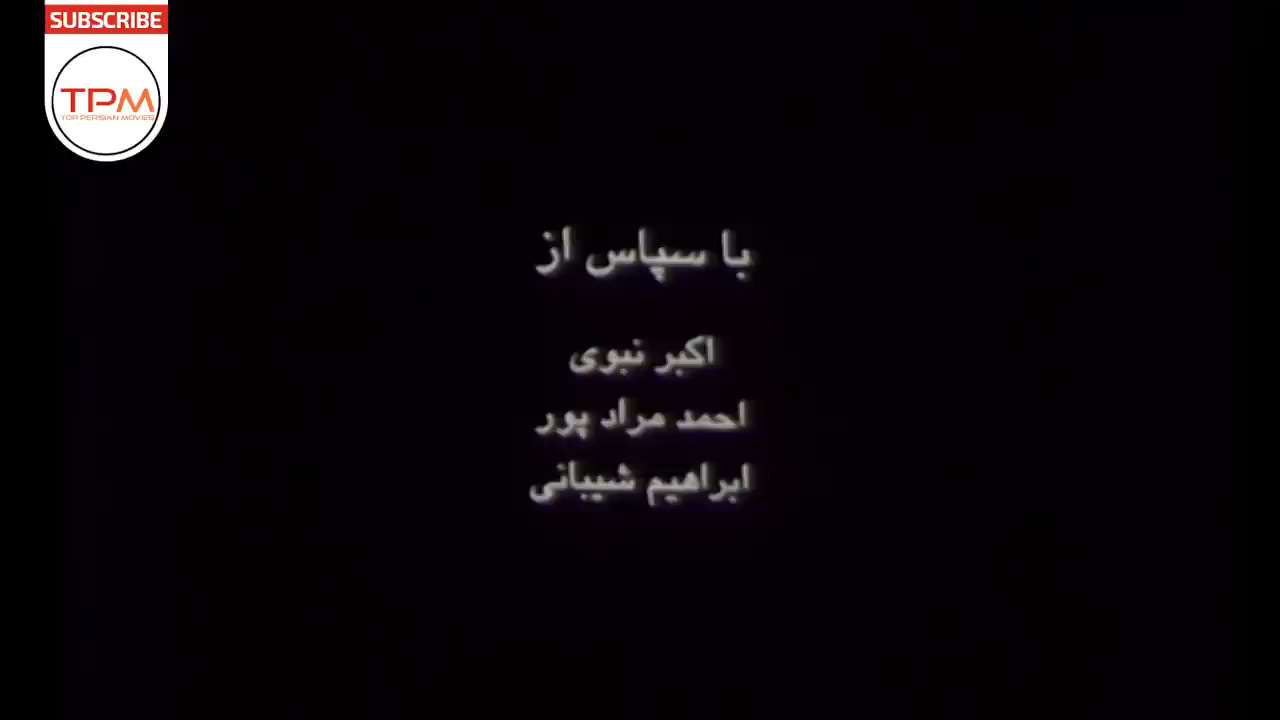 SUBSCRIBE
TPM
TOP PERSIAN MOVIES
با سپاس از
اکبر نبوی
احمد مراد پور
ابراهیم شیبانی